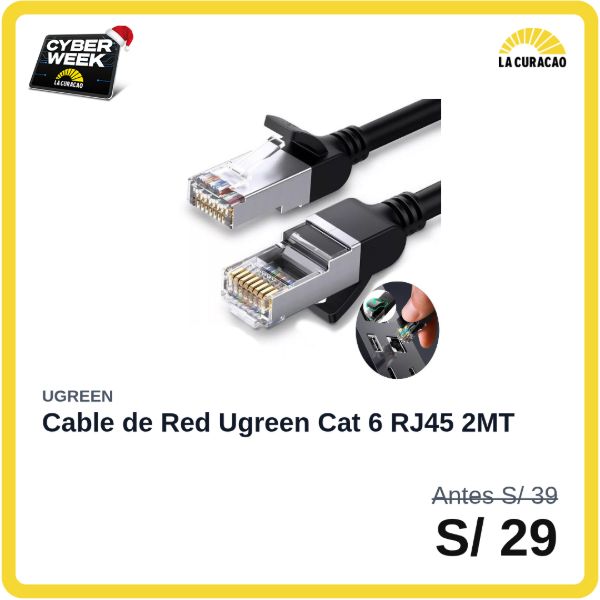 CYBER
WEEK
LA CURACAO
LA CURACAO
UGREEN
Cable de Red Ugreen Cat 6 RJ45 2MT
Antes S/ 39
S/ 29